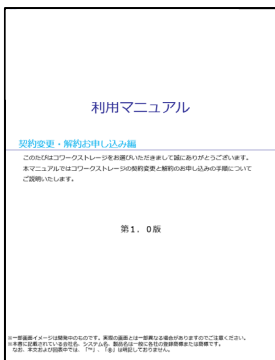 利用マニュアル
契約変更・解約お申し込み編
このたびはコワークストレージをお選びいただきまして誠にありがとうございます。
本マニュアルではコワークストレージの契約変更と解約のお申し込みの手順について
ご説明いたします。
第1．0版
※一部画面イメージは開発中のものです。実際の画面とは一部異なる場合がありますのでご注意ください。
※本書に記載されている会社名、システム名、製品名は一般に各社の登録商標または商標です。
なお、本文および図表中では、「™」、「®」は明記しておりません。